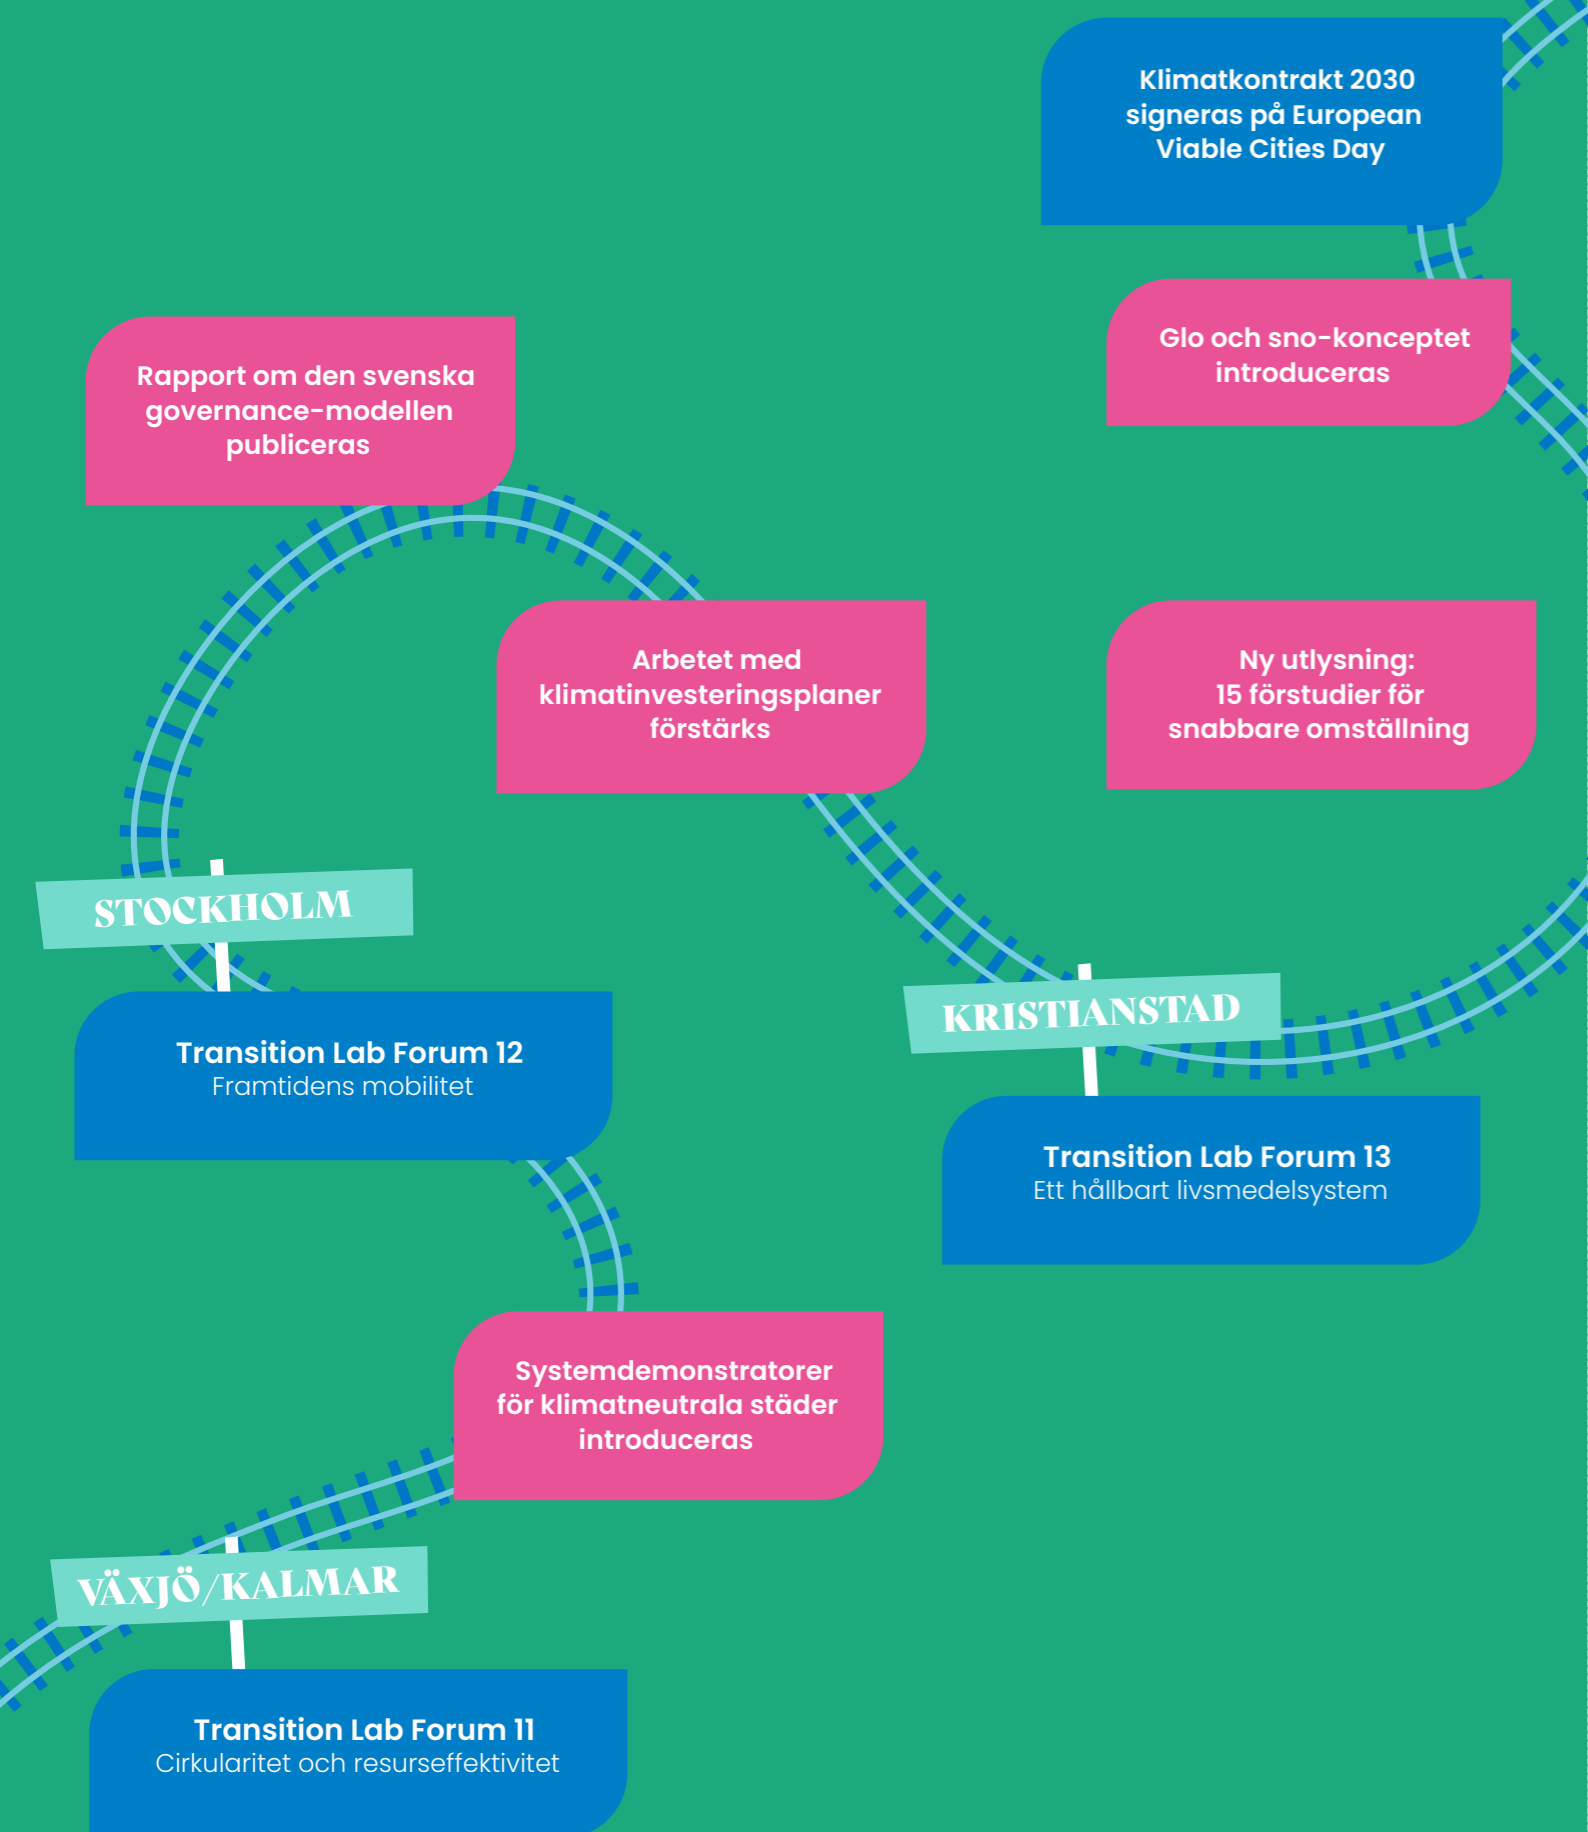 Klimatkontrakt 2030
signeras på European
Viable Cities Day
Glo och sno-konceptet
introduceras
Rapport om den svenska
governance-modellen
publiceras
Arbetet med
klimatinvesteringsplaner
förstärks
Ny utlysning:
15 förstudier för
snabbare omställning
STOCKHOLM
Transition Lab Forum 12
Framtidens mobilitet
KRISTIANSTAD
Transition Lab Forum 13
Ett hållbart livsmedelsystem
Systemdemonstratorer
för klimatneutrala städer
introduceras
VÄXJÖ/KALMAR
Transition Lab Forum 11
Cirkularitet och resurseffektivitet